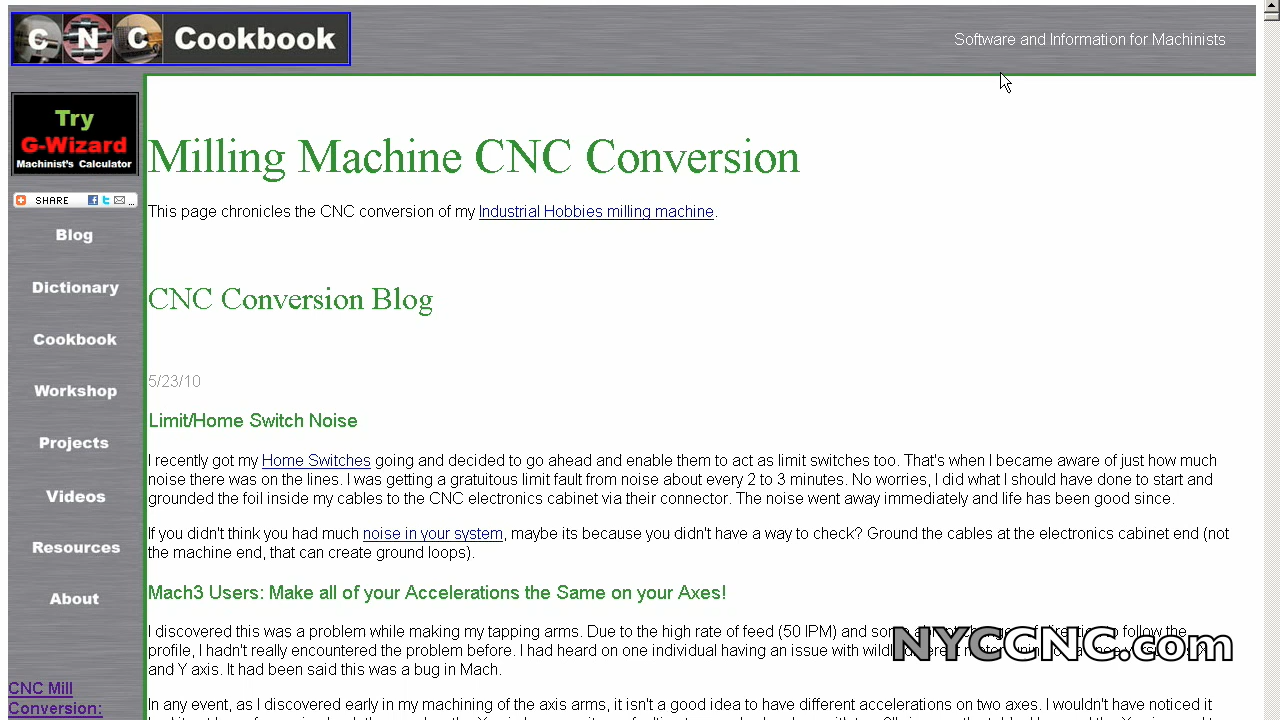 CNC Cookbook
Software and Information for Machinists
Try
G-Wizard
Machinist's Calculator
SHARE
Blog
Dictionary
Cookbook
Workshop
Projects
Videos
Resources
About
CNC Mill
Conversion:
Milling Machine CNC Conversion
This page chronicles the CNC conversion of my Industrial Hobbies milling machine.
CNC Conversion Blog
5/23/10
Limit/Home Switch Noise
I recently got my Home Switches going and decided to go ahead and enable them to act as limit switches too. That's when I became aware of just how much
noise there was on the lines. I was getting a gratuitous limit fault from noise about every 2 to 3 minutes. No worries, I did what I should have done to start and
grounded the foil inside my cables to the CNC electronics cabinet via their connector. The noise went away immediately and life has been good since.
If you didn't think you had much noise in your system, maybe its because you didn't have a way to check? Ground the cables at the electronics cabinet end (not
the machine end, that can create ground loops).
Mach3 Users: Make all of your Accelerations the Same on your Axes!
I discovered this was a problem while making my tapping arms. Due to the high rate of feed (50 IPM) and follow the
profile, I hadn't really encountered the problem before. I had heard on one individual having an issue with
and Y axis. It had been said this was a bug in Mach.
In any event, as I discovered early in my machining of the arms, it isn't a good accelerations on axes. I wouldn't have noticed it
NYCCNC.com